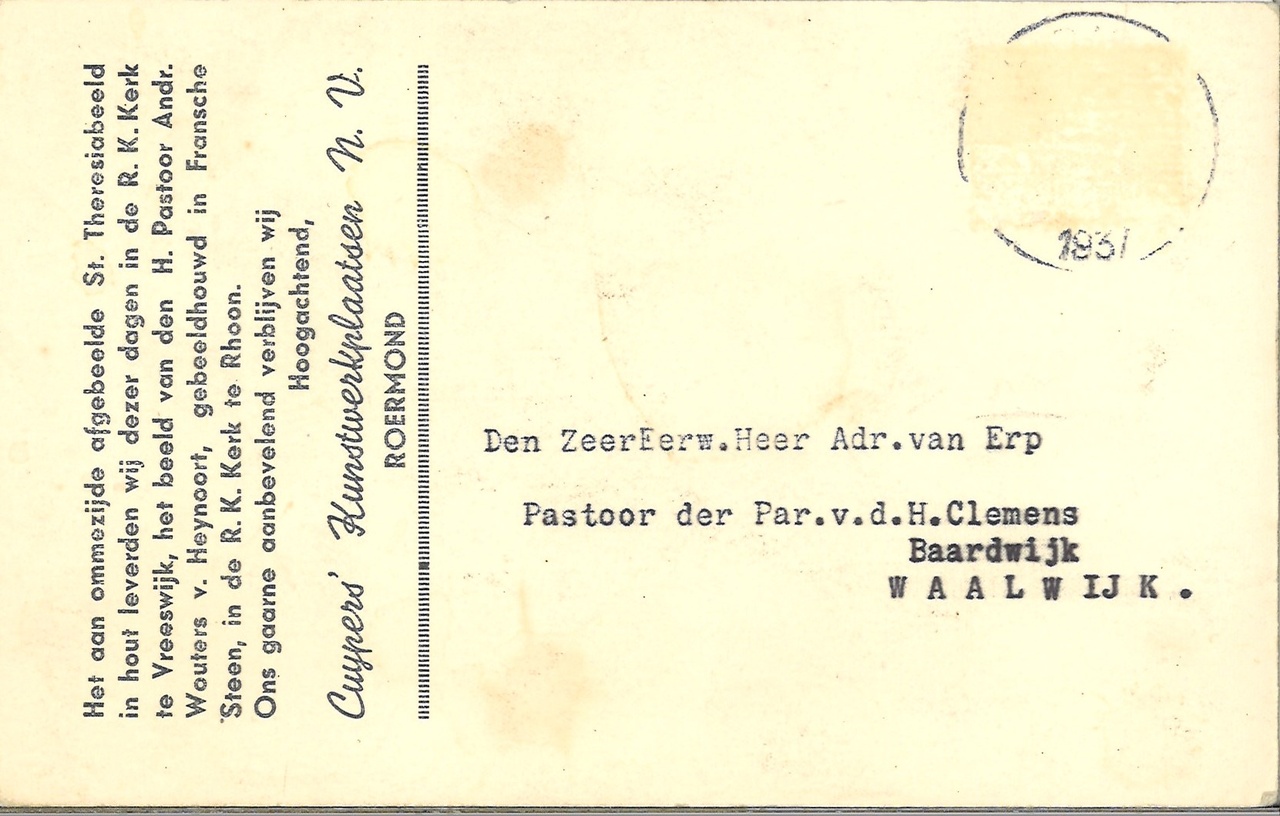 Het aan ommezijde afgebeelde St. Theresiabeeld
in hout leverden wij dezer dagen in de R. K. Kerk
te Vreeswijk, het beeld van den H. Pastoor Andr.
Wouters v. Heynoort, gebeeldhouwd in Fransche
Steen, in de R. K. Kerk te Rhoon.
Ons gaarne aanbevelend verblijven wij
Hoogachtend,
Cuypers' Kunstwerkplaatsen N. V.
ROERMOND
1937
Den ZeerEerw.Heer Adr.van Erp
Pastoor der Par.v.d.H.Clemens
Baardwijk
W A A L W IJ K .